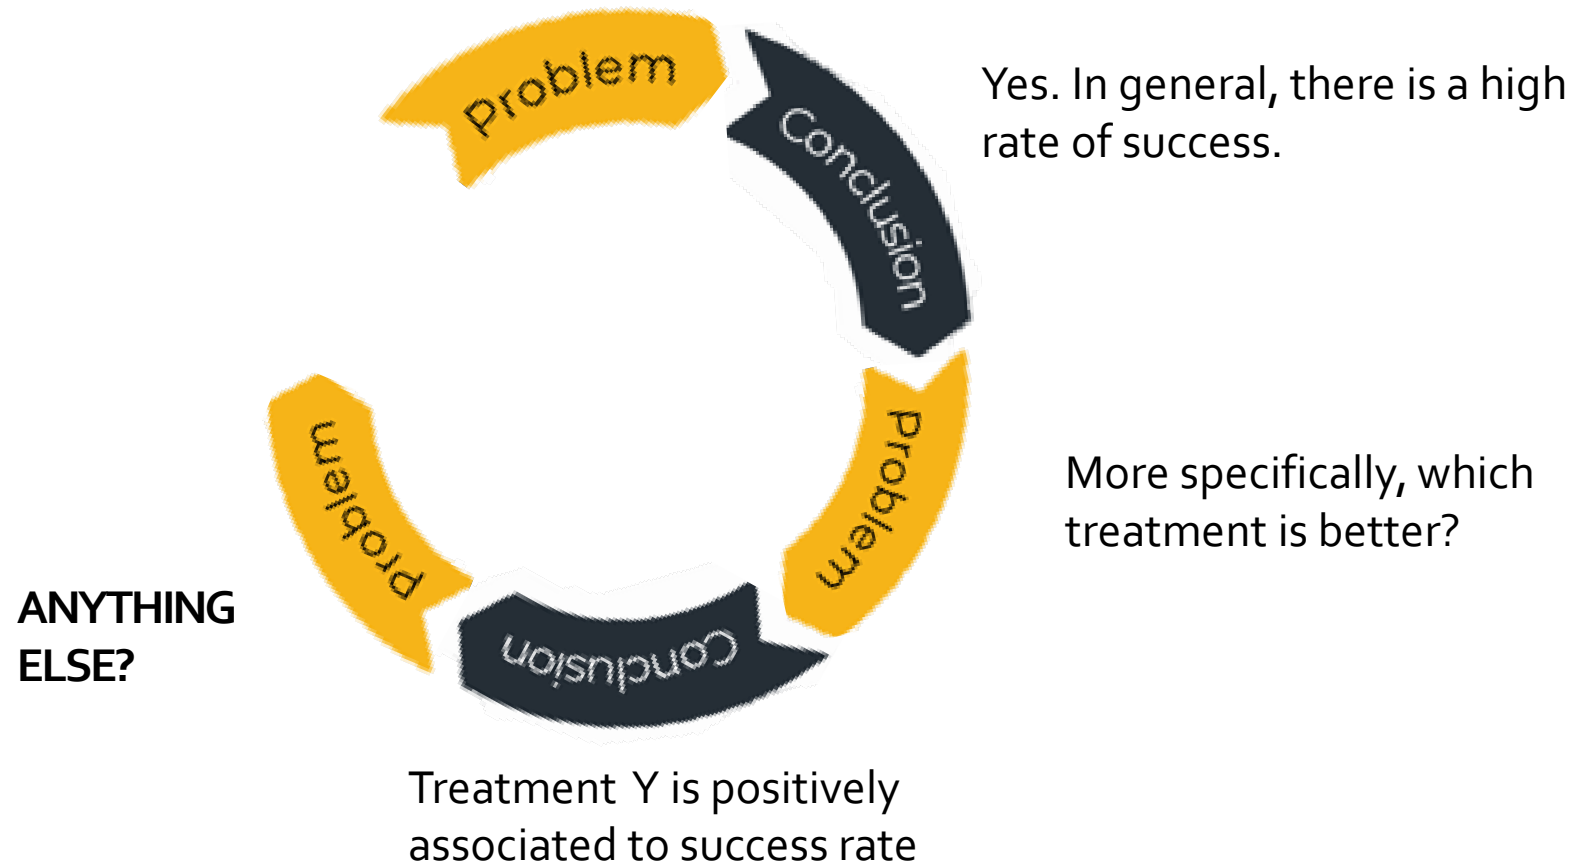 Problem
Conclusion
Yes. In general, there is a high
rate of success.
Problem
More specifically, which
treatment is better?
Conclusion
Treatment Y is positively
associated to success rate
Problem
ANYTHING
ELSE?